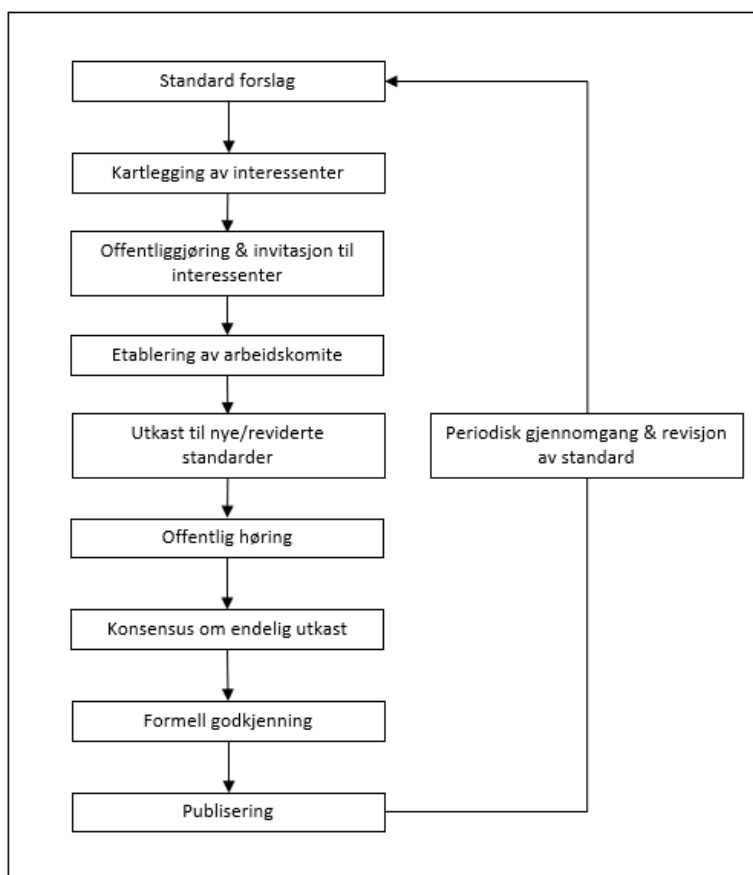 Standard forslag
Kartlegging av interessenter
Offentliggjøring & invitasjon til
interessenter
Etablering av arbeidskomite
Utkast til nye/reviderte
standarder
Periodisk gjennomgang & revisjon
av standard
Offentlig høring
Konsensus om endelig utkast
Formell godkjenning
Publisering